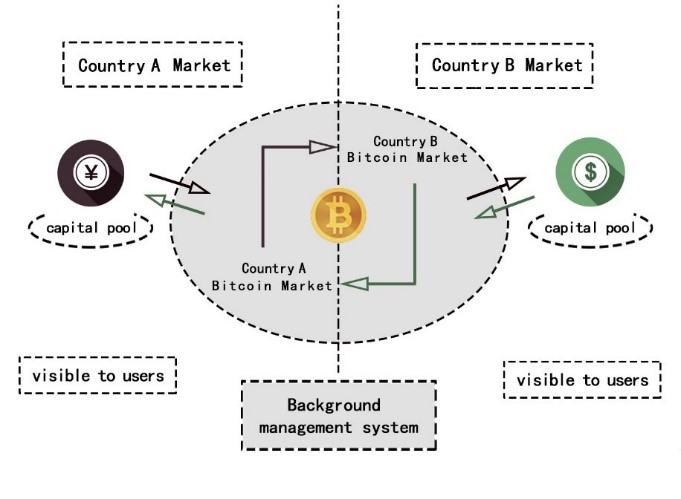 Country A Market
Country B Market
Country B
Bitcoin Market
¥
$
₿
capital pool
capital pool
Country A
Bitcoin Market
visible to users
visible to users
Background
management system